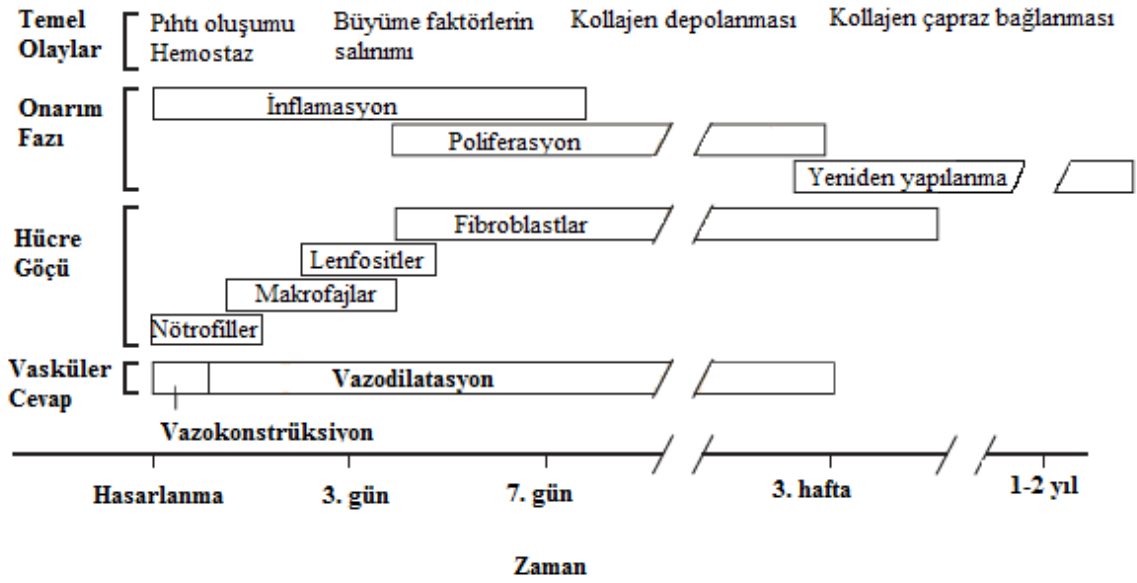 Temel
Olaylar
Pıhtı oluşumu
Hemostaz
Büyüme faktörlerin
salınımı
Kollajen depolanması
Kollajen çapraz bağlanması
Onarım
Fazı
İnflamasyon
Poliferasyon
Yeniden yapılanma
Hücre
Göçü
Fibroblastlar
Lenfositler
Makrofajlar
Nötrofiller
Vasküler
Cevap
Vazodilatasyon
Vazokonstrüksiyon
Hasarlanma
3. gün
7. gün
3. hafta
1-2 yıl
Zaman